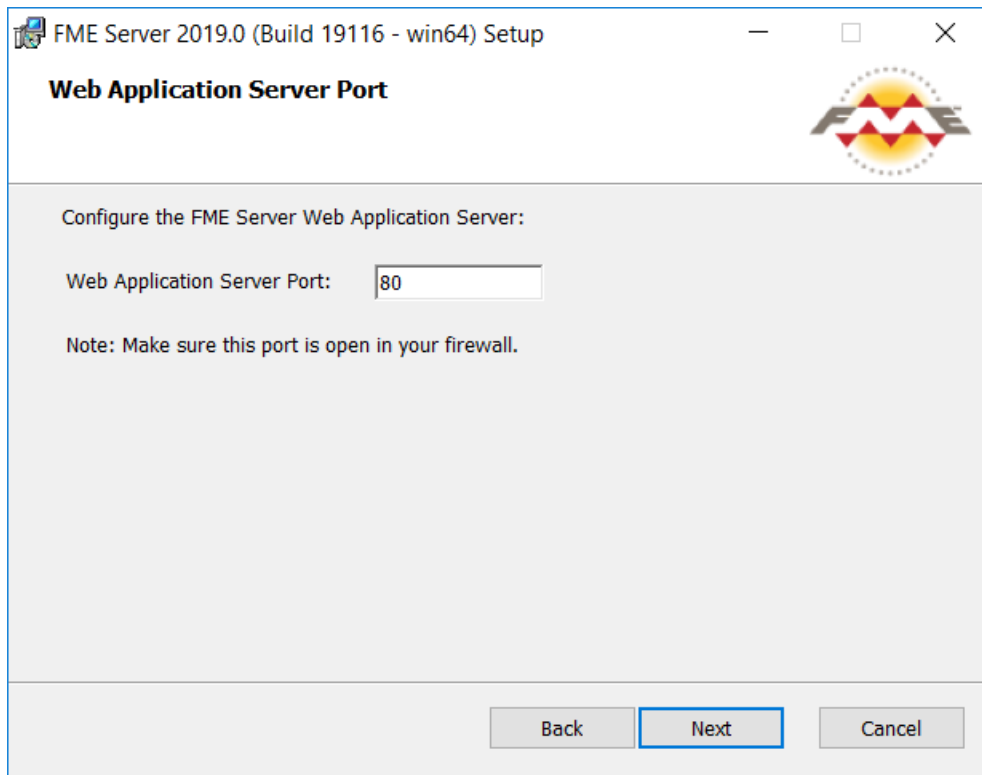 FME Server 2019.0 (Build 19116 - win64) Setup
Web Application Server Port
FME
Configure the FME Server Web Application Server:
Web Application Server Port: 80
Note: Make sure this port is open in your firewall.
Back Next Cancel